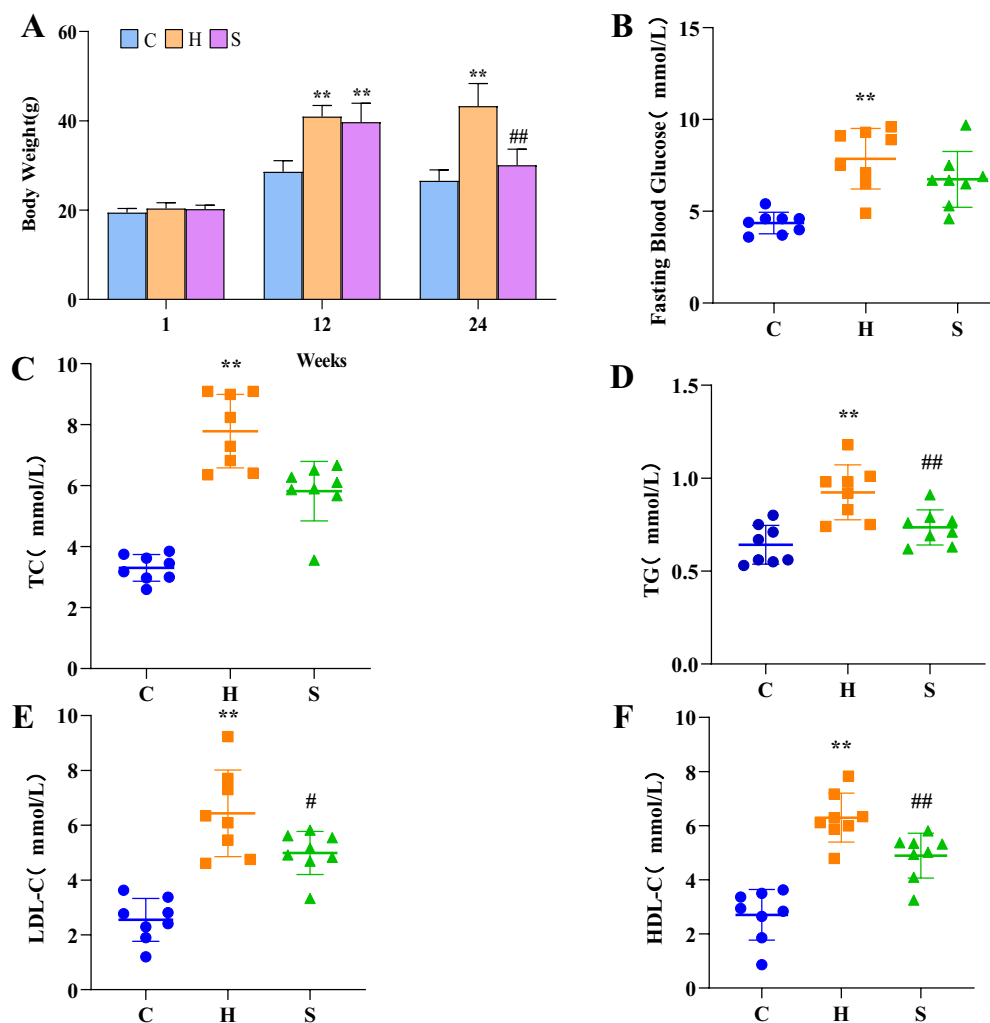 A
C H S
Body Weight(g)
60
40
20
0
** **
**
##
1 12 24
Weeks
B
Fasting Blood Glucose( mmol/L)
15
10
5
0
**
C H S
C
TC( mmol/L)
10
8
6
4
2
0
**
C H S
D
TG( mmol/L)
1.5
1.0
0.5
0.0
**
##
C H S
E
LDL-C( mmol/L)
10
8
6
4
2
0
**
#
C H S
F
HDL-C( mmol/L)
10
8
6
4
2
0
**
##
C H S